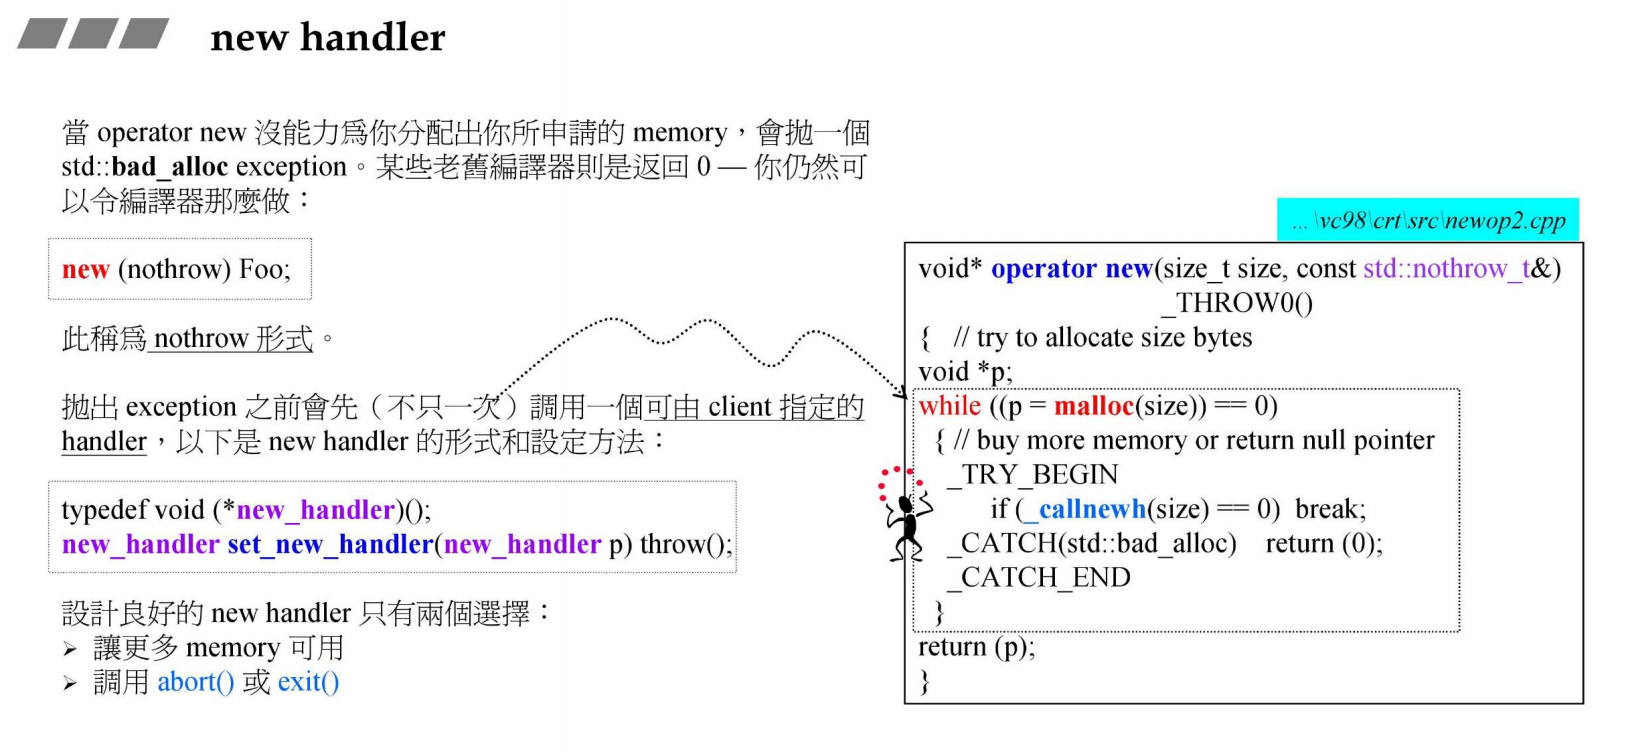 new handler
當 operator new 沒能力為你分配出你所申請的 memory，會拋一個
std::bad_alloc exception。某些老舊編譯器則是返回 0 — 你仍然可
以令編譯器那麼做：
new (nothrow) Foo;
此稱為 nothrow 形式。
拋出 exception 之前會先（不只一次）調用一個可由 client 指定的
handler，以下是 new handler 的形式和設定方法：
typedef void (*new_handler)();
new_handler set_new_handler(new_handler p) throw();
設計良好的 new handler 只有兩個選擇：
➢ 讓更多 memory 可用
➢ 調用 abort() 或 exit()
...\vc98\crt\src\newop2.cpp
void* operator new(size_t size, const std::nothrow_t&)
_THROW0()
{ // try to allocate size bytes
void *p;
while ((p = malloc(size)) == 0)
{ // buy more memory or return null pointer
_TRY_BEGIN
if (_callnewh(size) == 0) break;
_CATCH(std::bad_alloc) return (0);
_CATCH_END
}
return (p);
}